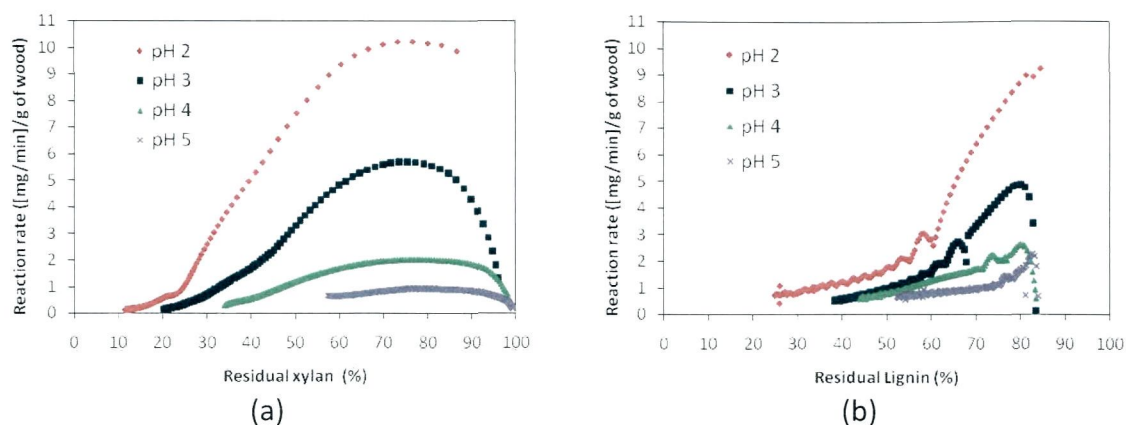 11
10
9
8
7
6
5
4
3
2
1
0
Reaction rate ([mg/min]/g of wood)
pH 2
pH 3
pH 4
pH 5
0 10 20 30 40 50 60 70 80 90 100
Residual xylan (%)
(a)
11
10
9
8
7
6
5
4
3
2
1
0
Reaction rate ([mg/min]/g of wood)
pH 2
pH 3
pH 4
pH 5
0 10 20 30 40 50 60 70 80 90 100
Residual Lignin (%)
(b)